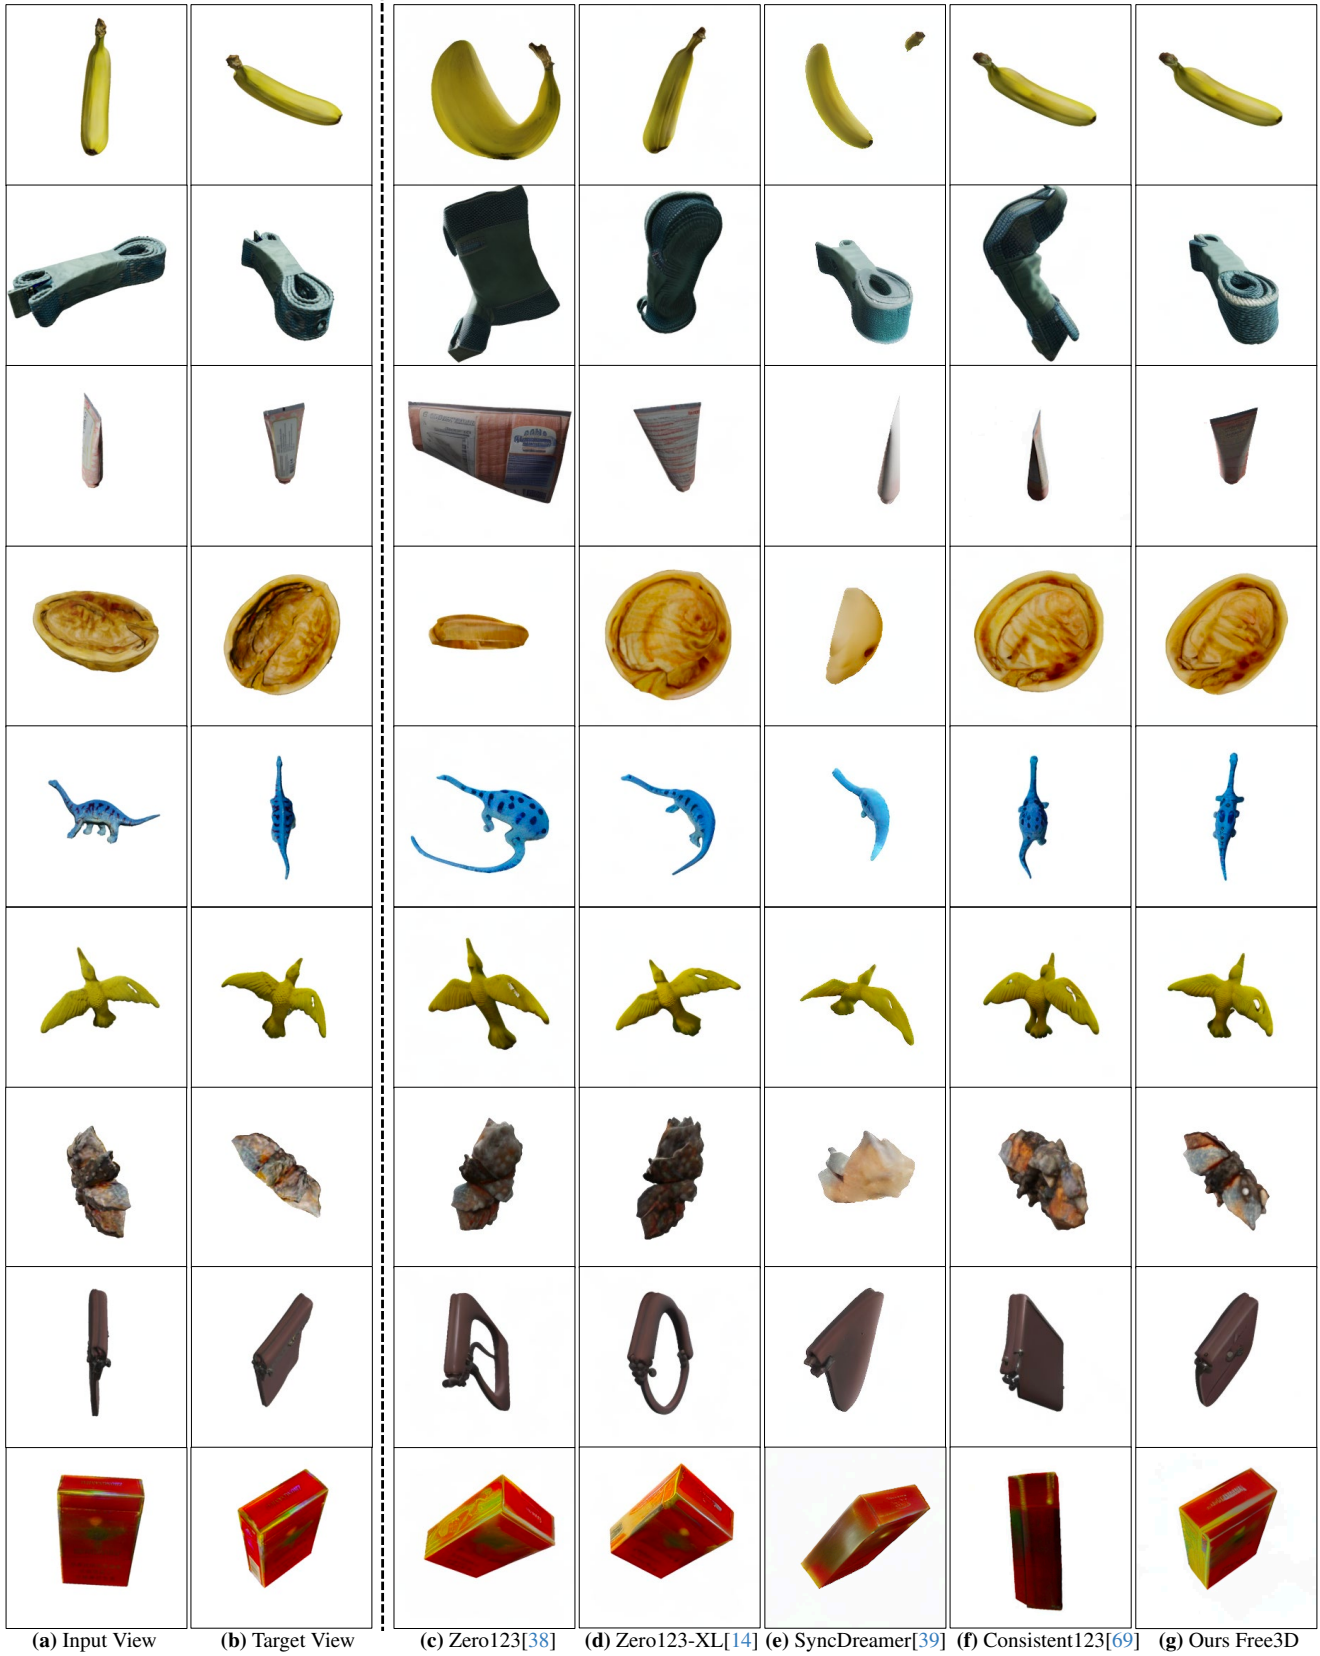 (a) Input View (b) Target View (c) Zero123[38] (d) Zero123-XL[14] (e) SyncDreamer[39] (f) Consistent123[69] (g) Ours Free3D